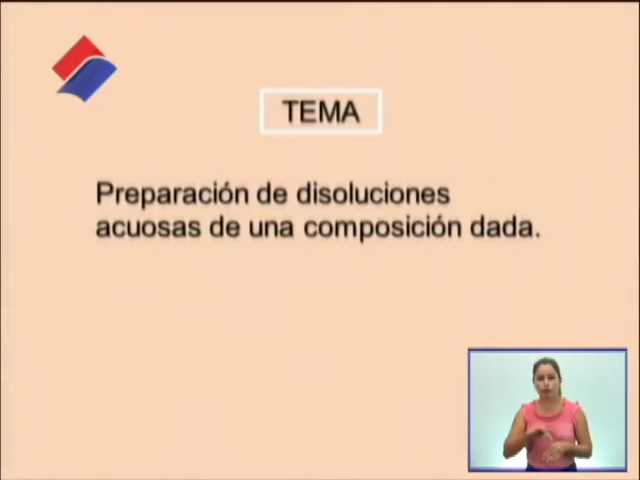 TEMA
Preparación de disoluciones
acuosas de una composición dada.